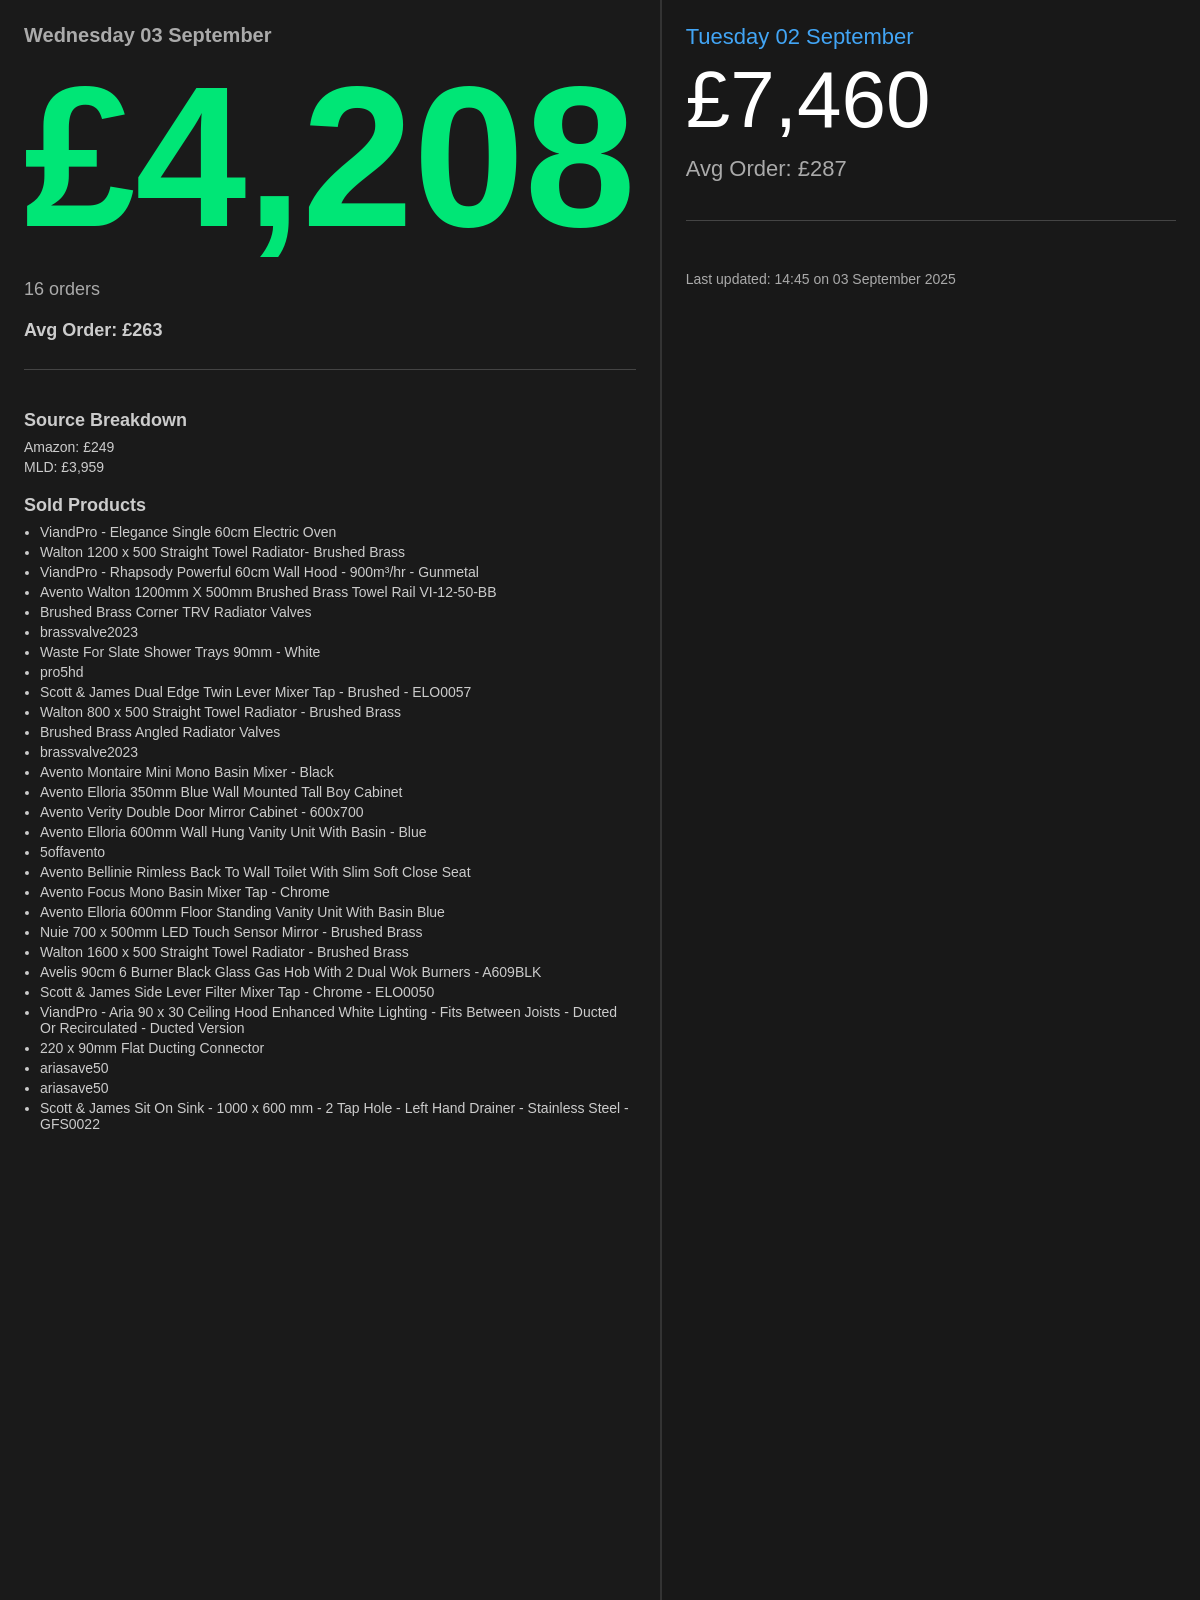 Wednesday 03 September
£4,208
16 orders
Avg Order: £263
Source Breakdown
Amazon: £249
MLD: £3,959
Sold Products
• ViandPro - Elegance Single 60cm Electric Oven
• Walton 1200 x 500 Straight Towel Radiator- Brushed Brass
• ViandPro - Rhapsody Powerful 60cm Wall Hood - 900m³/hr - Gunmetal
• Avento Walton 1200mm X 500mm Brushed Brass Towel Rail VI-12-50-BB
• Brushed Brass Corner TRV Radiator Valves
• brassvalve2023
• Waste For Slate Shower Trays 90mm - White
• pro5hd
• Scott & James Dual Edge Twin Lever Mixer Tap - Brushed - ELO0057
• Walton 800 x 500 Straight Towel Radiator - Brushed Brass
• Brushed Brass Angled Radiator Valves
• brassvalve2023
• Avento Montaire Mini Mono Basin Mixer - Black
• Avento Elloria 350mm Blue Wall Mounted Tall Boy Cabinet
• Avento Verity Double Door Mirror Cabinet - 600x700
• Avento Elloria 600mm Wall Hung Vanity Unit With Basin - Blue
• 5offavento
• Avento Bellinie Rimless Back To Wall Toilet With Slim Soft Close Seat
• Avento Focus Mono Basin Mixer Tap - Chrome
• Avento Elloria 600mm Floor Standing Vanity Unit With Basin Blue
• Nuie 700 x 500mm LED Touch Sensor Mirror - Brushed Brass
• Walton 1600 x 500 Straight Towel Radiator - Brushed Brass
• Avelis 90cm 6 Burner Black Glass Gas Hob With 2 Dual Wok Burners - A609BLK
• Scott & James Side Lever Filter Mixer Tap - Chrome - ELO0050
• ViandPro - Aria 90 x 30 Ceiling Hood Enhanced White Lighting - Fits Between Joists - Ducted
Or Recirculated - Ducted Version
• 220 x 90mm Flat Ducting Connector
• ariasave50
• ariasave50
• Scott & James Sit On Sink - 1000 x 600 mm - 2 Tap Hole - Left Hand Drainer - Stainless Steel -
GFS0022
Tuesday 02 September
£7,460
Avg Order: £287
Last updated: 14:45 on 03 September 2025